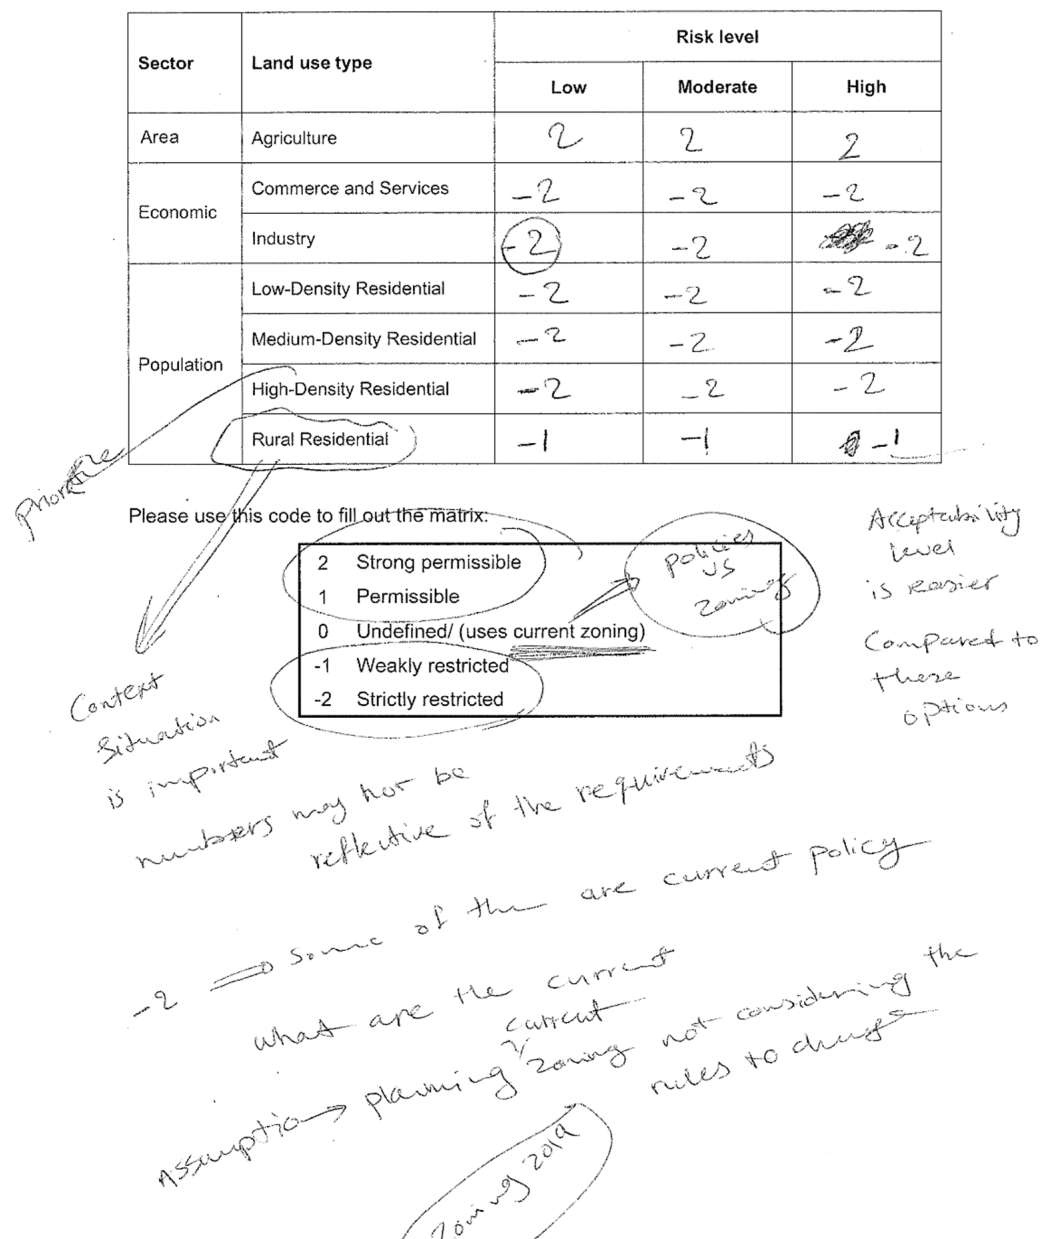 Risk level
Sector Land use type
Low Moderate High
Area Agriculture 2 2 2
Economic
Commerce and Services -2 -2 -2
Industry -2 -2 -2
Population
Low-Density Residential -2 -2 -2
Medium-Density Residential -2 -2 -2
High-Density Residential -2 -2 -2
Rural Residential -1 -1 -1
Please use this code to fill out the matrix:
2 Strong permissible
1 Permissible
0 Undefined/ (uses current zoning)
-1 Weakly restricted
-2 Strictly restricted
policies
vs
zoning
Acceptability
level
is easier
Compared to
these
options
Context
Situation
is important
numbers may not be
reflective of the requirements
-2 ⇒ Some of them are current policy
what are the current
current
Assumption → planning zoning not considering the
rules to change
Zoning 2019